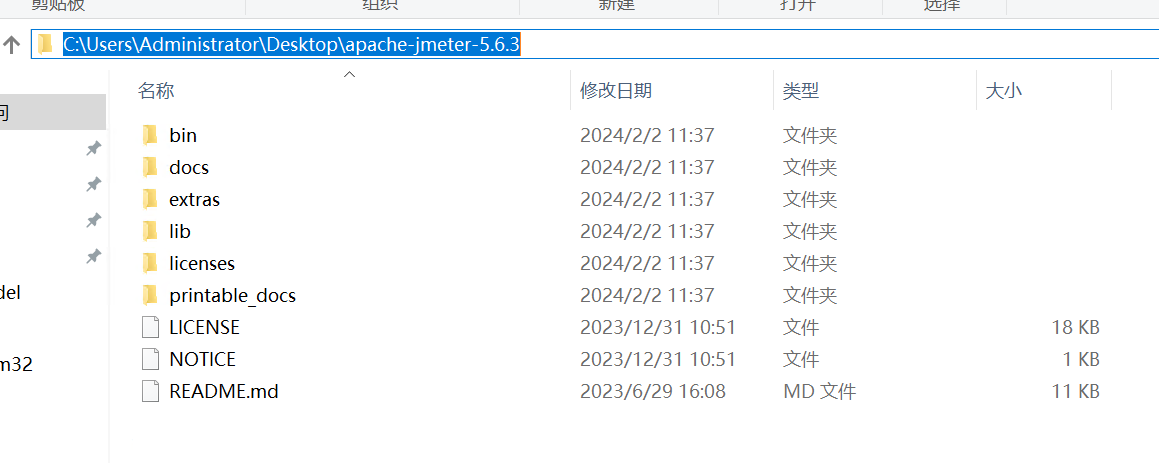 剪贴板 组织 新建 打开 选择
C:\Users\Administrator\Desktop\apache-jmeter-5.6.3
名称 修改日期 类型 大小
问
bin 2024/2/2 11:37 文件夹
docs 2024/2/2 11:37 文件夹
extras 2024/2/2 11:37 文件夹
lib 2024/2/2 11:37 文件夹
licenses 2024/2/2 11:37 文件夹
del printable_docs 2024/2/2 11:37 文件夹
LICENSE 2023/12/31 10:51 文件 18 KB
m32 NOTICE 2023/12/31 10:51 文件 1 KB
README.md 2023/6/29 16:08 MD 文件 11 KB